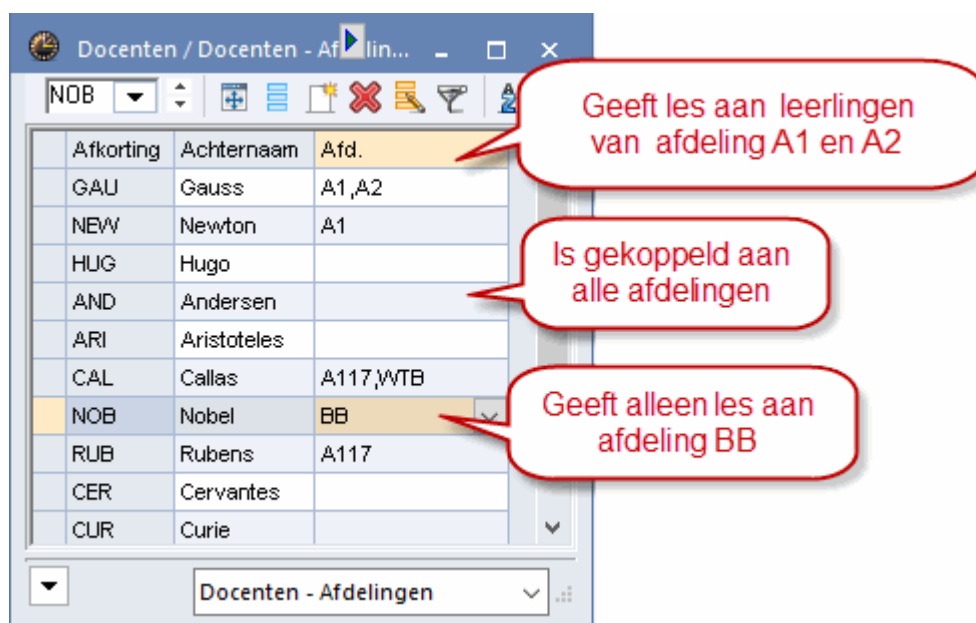 Docenten / Docenten - Af lin...
NOB
Geeft les aan leerlingen
van afdeling A1 en A2
Afkorting Achternaam Afd.
GAU Gauss A1,A2
NEW Newton A1
HUG Hugo
Is gekoppeld aan
alle afdelingen
AND Andersen
ARI Aristoteles
CAL Callas A117,WTB
NOB Nobel BB
Geeft alleen les aan
afdeling BB
RUB Rubens A117
CER Cervantes
CUR Curie
Docenten - Afdelingen